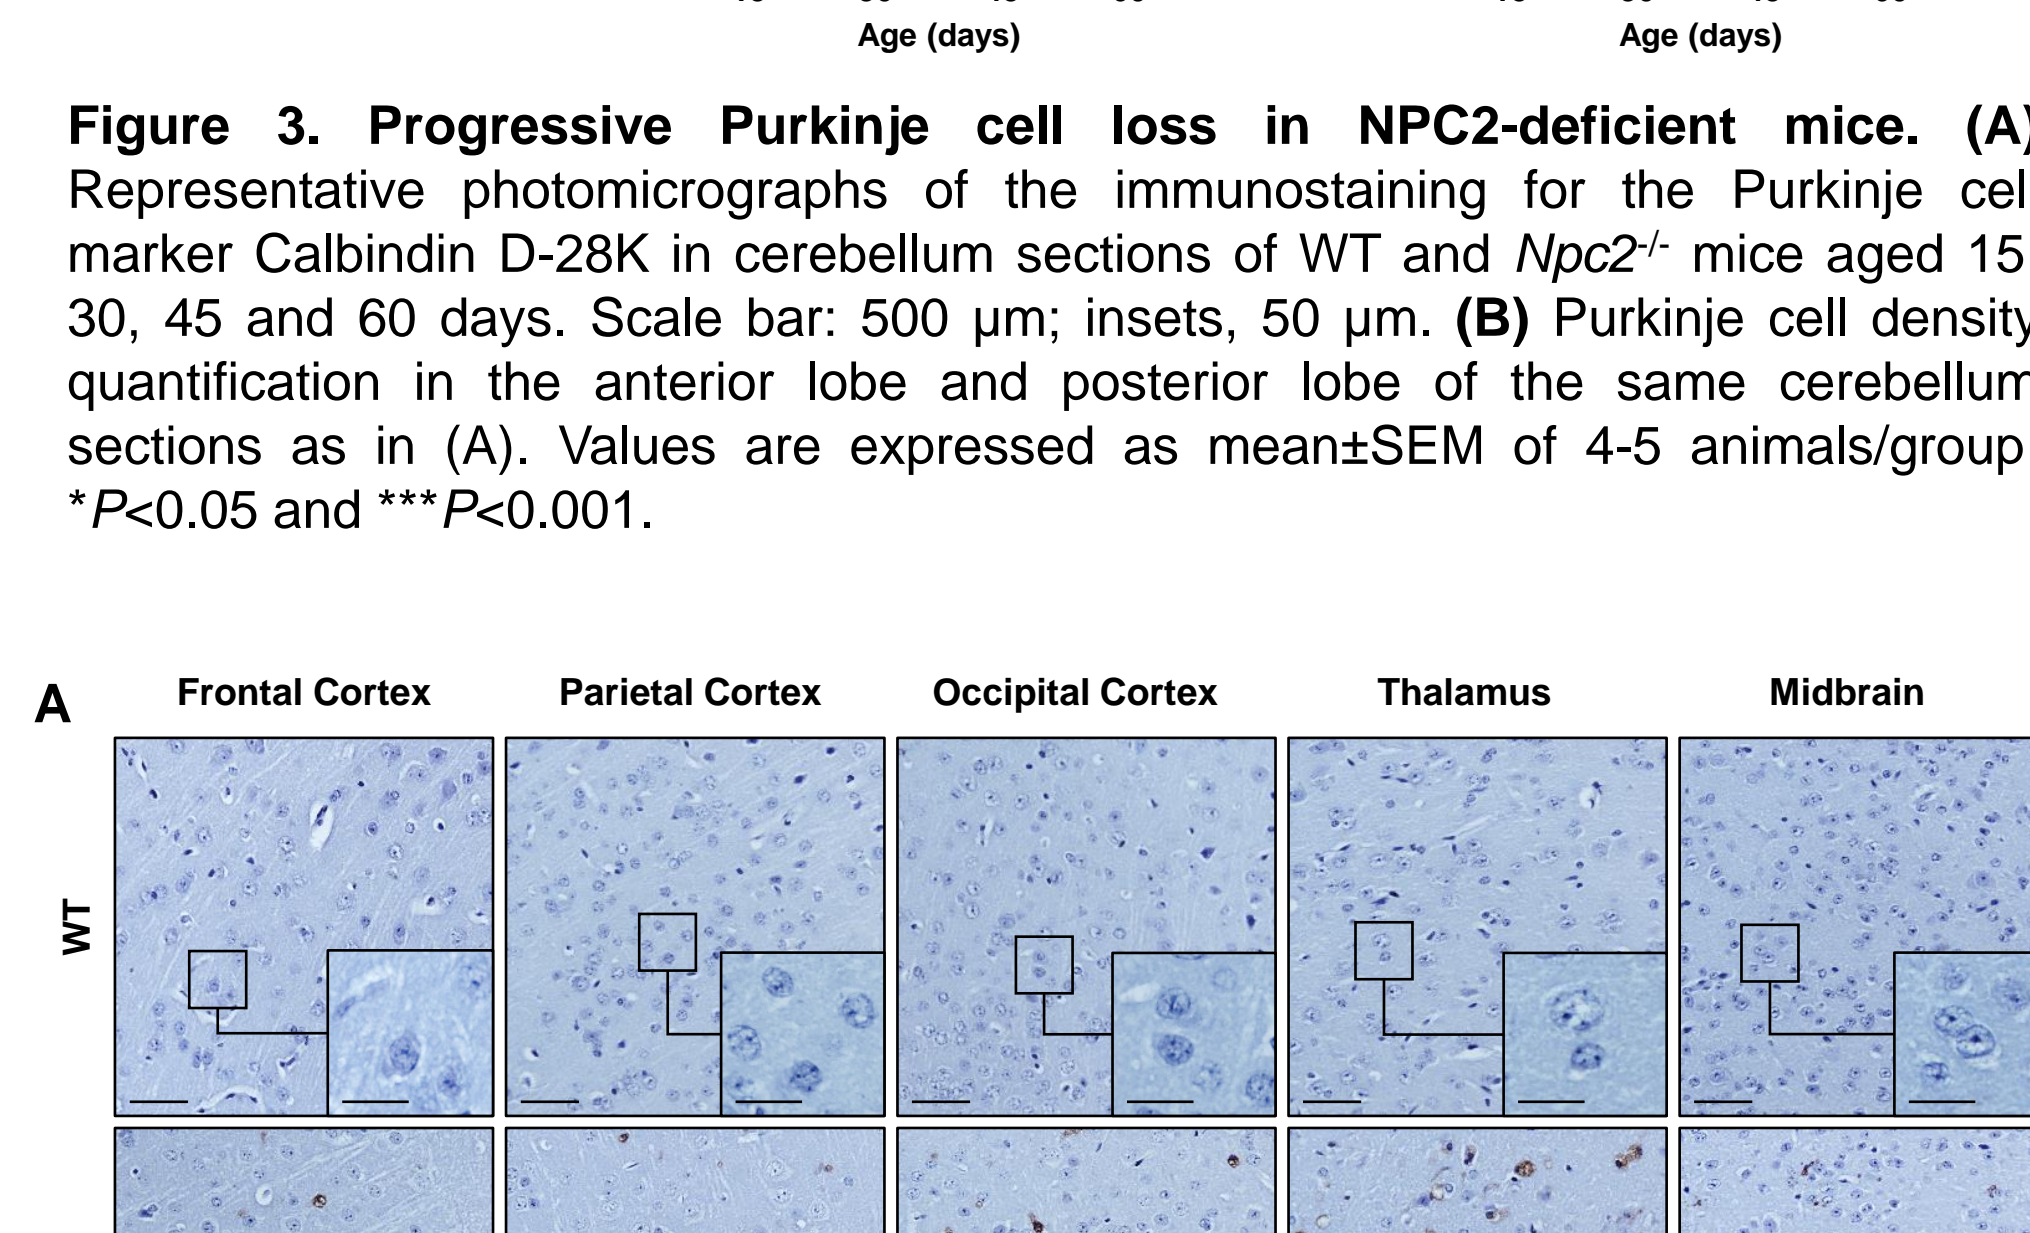 Age (days) Age (days)
Figure 3. Progressive Purkinje cell loss in NPC2-deficient mice. (A)
Representative photomicrographs of the immunostaining for the Purkinje cell
marker Calbindin D-28K in cerebellum sections of WT and Npc2-/- mice aged 15
30, 45 and 60 days. Scale bar: 500 µm; insets, 50 µm. (B) Purkinje cell density
quantification in the anterior lobe and posterior lobe of the same cerebellum
sections as in (A). Values are expressed as mean±SEM of 4-5 animals/group
*P<0.05 and ***P<0.001.
A Frontal Cortex Parietal Cortex Occipital Cortex Thalamus Midbrain
WT